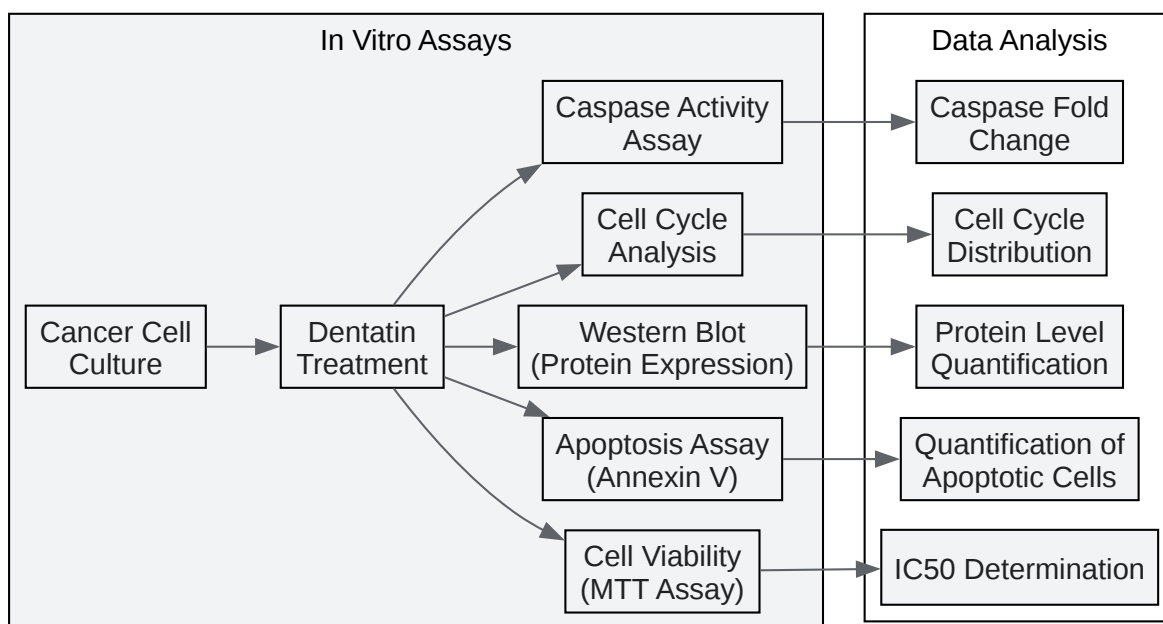 In Vitro Assays
Data Analysis
Caspase Activity
Assay
Caspase Fold
Change
Cell Cycle
Analysis
Cell Cycle
Distribution
Cancer Cell
Culture
Dentatin
Treatment
Western Blot
(Protein Expression)
Protein Level
Quantification
Apoptosis Assay
(Annexin V)
Quantification of
Apoptotic Cells
Cell Viability
(MTT Assay)
IC50 Determination